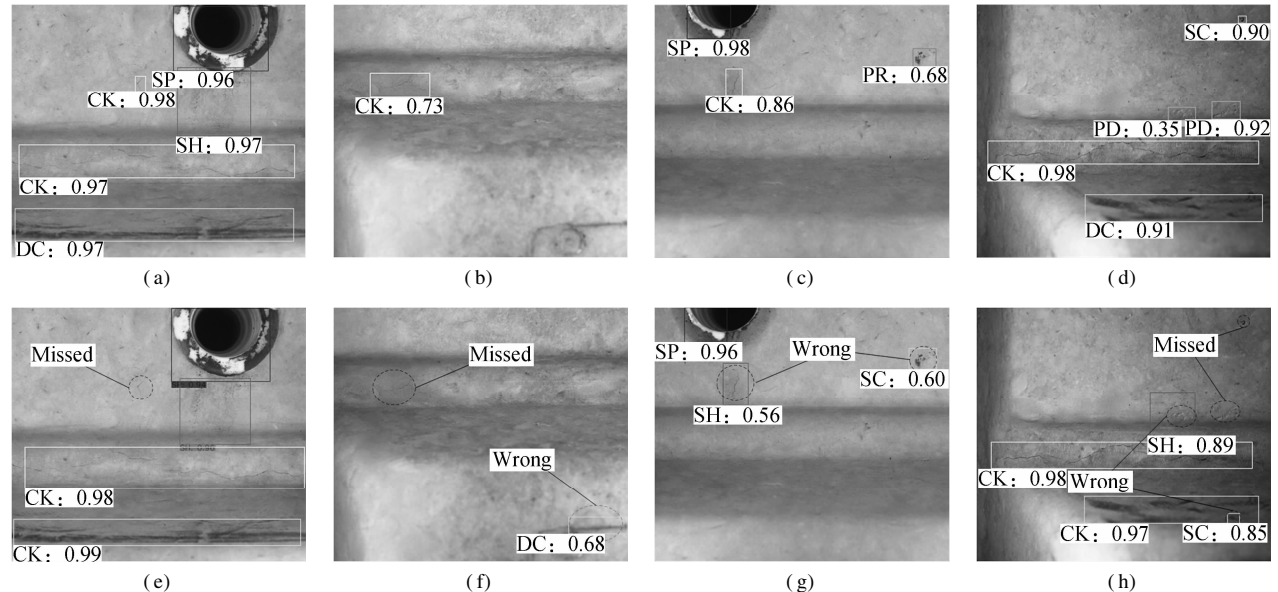 SP：0.96
CK：0.98
SH：0.97
CK：0.97
DC：0.97
(a)
CK：0.73
(b)
SP：0.98
PR：0.68
CK：0.86
(c)
SC：0.90
PD：0.35
PD：0.92
CK：0.98
DC：0.91
(d)
Missed
CK：0.98
CK：0.99
(e)
Missed
Wrong
DC：0.68
(f)
SP：0.96
Wrong
SC：0.60
SH：0.56
(g)
Missed
SH：0.89
CK：0.98
Wrong
CK：0.97
SC：0.85
(h)